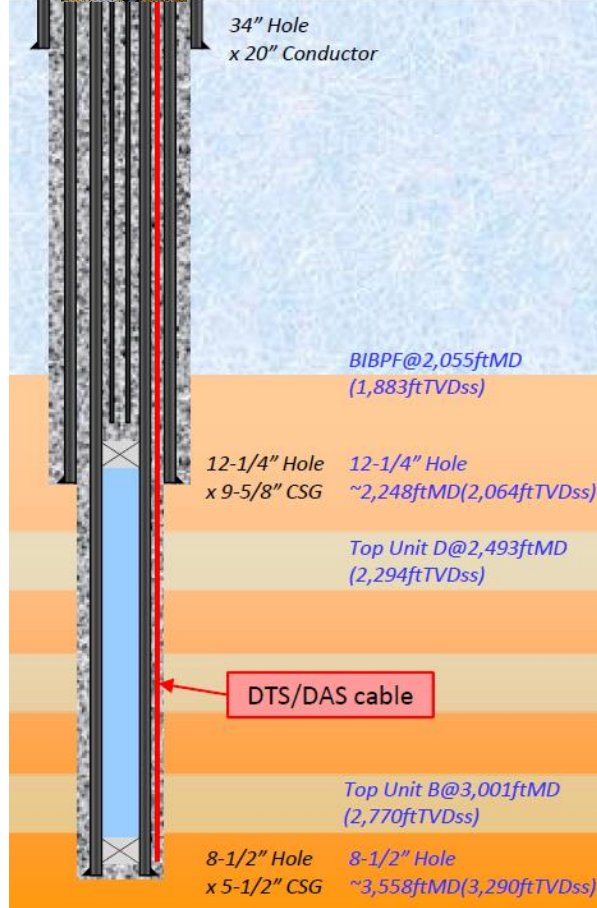 34" Hole
x 20" Conductor
BIBPF@2,055ftMD
(1,883ftTVDss)
12-1/4" Hole
x 9-5/8" CSG
12-1/4" Hole
~2,248ftMD(2,064ftTVDss)
Top Unit D@2,493ftMD
(2,294ftTVDss)
DTS/DAS cable
Top Unit B@3,001ftMD
(2,770ftTVDss)
8-1/2" Hole
x 5-1/2" CSG
8-1/2" Hole
~3,558ftMD(3,290ftTVDss)